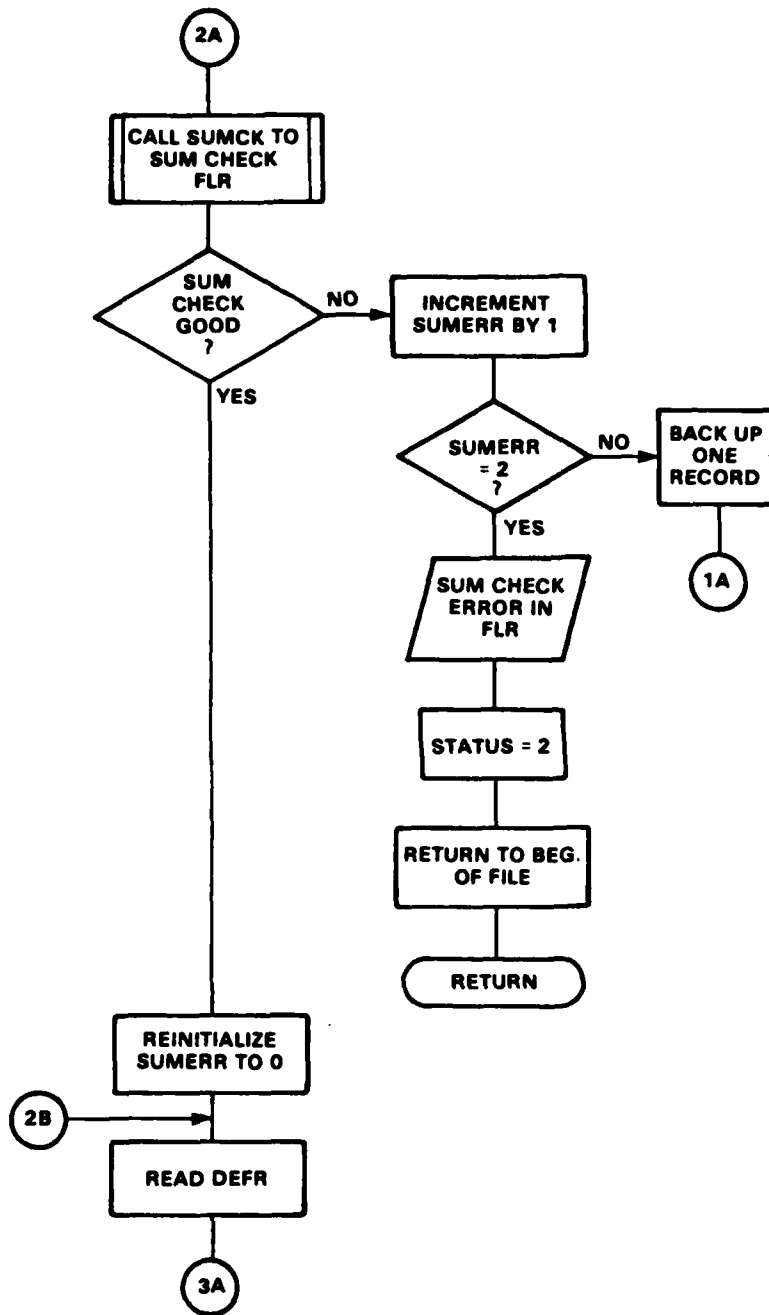 2A
CALL SUMCK TO
SUM CHECK
FLR
SUM
CHECK
GOOD
?
NO
YES
INCREMENT
SUMERR BY 1
SUMERR
= 2
?
NO
YES
BACK UP
ONE
RECORD
1A
SUM CHECK
ERROR IN
FLR
STATUS = 2
RETURN TO BEG.
OF FILE
RETURN
REINITIALIZE
SUMERR TO 0
2B
READ DEFR
3A